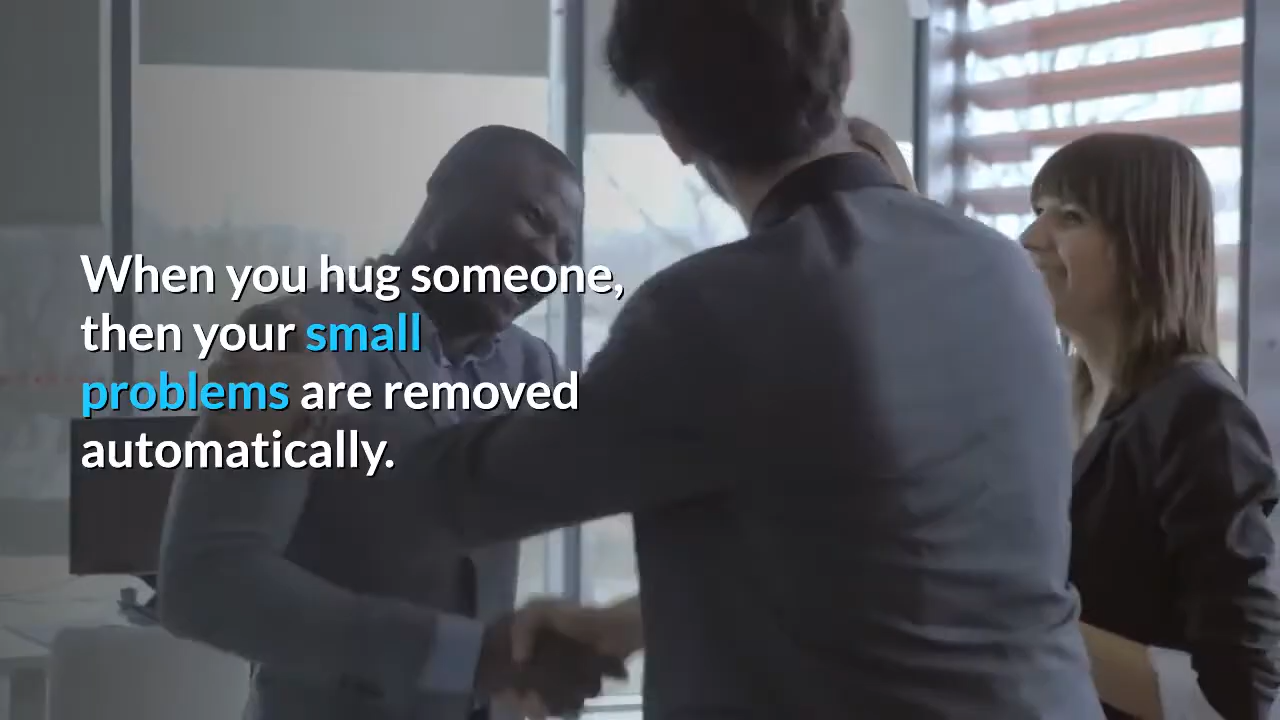 When you hug someone,
then your small
problems are removed
automatically.